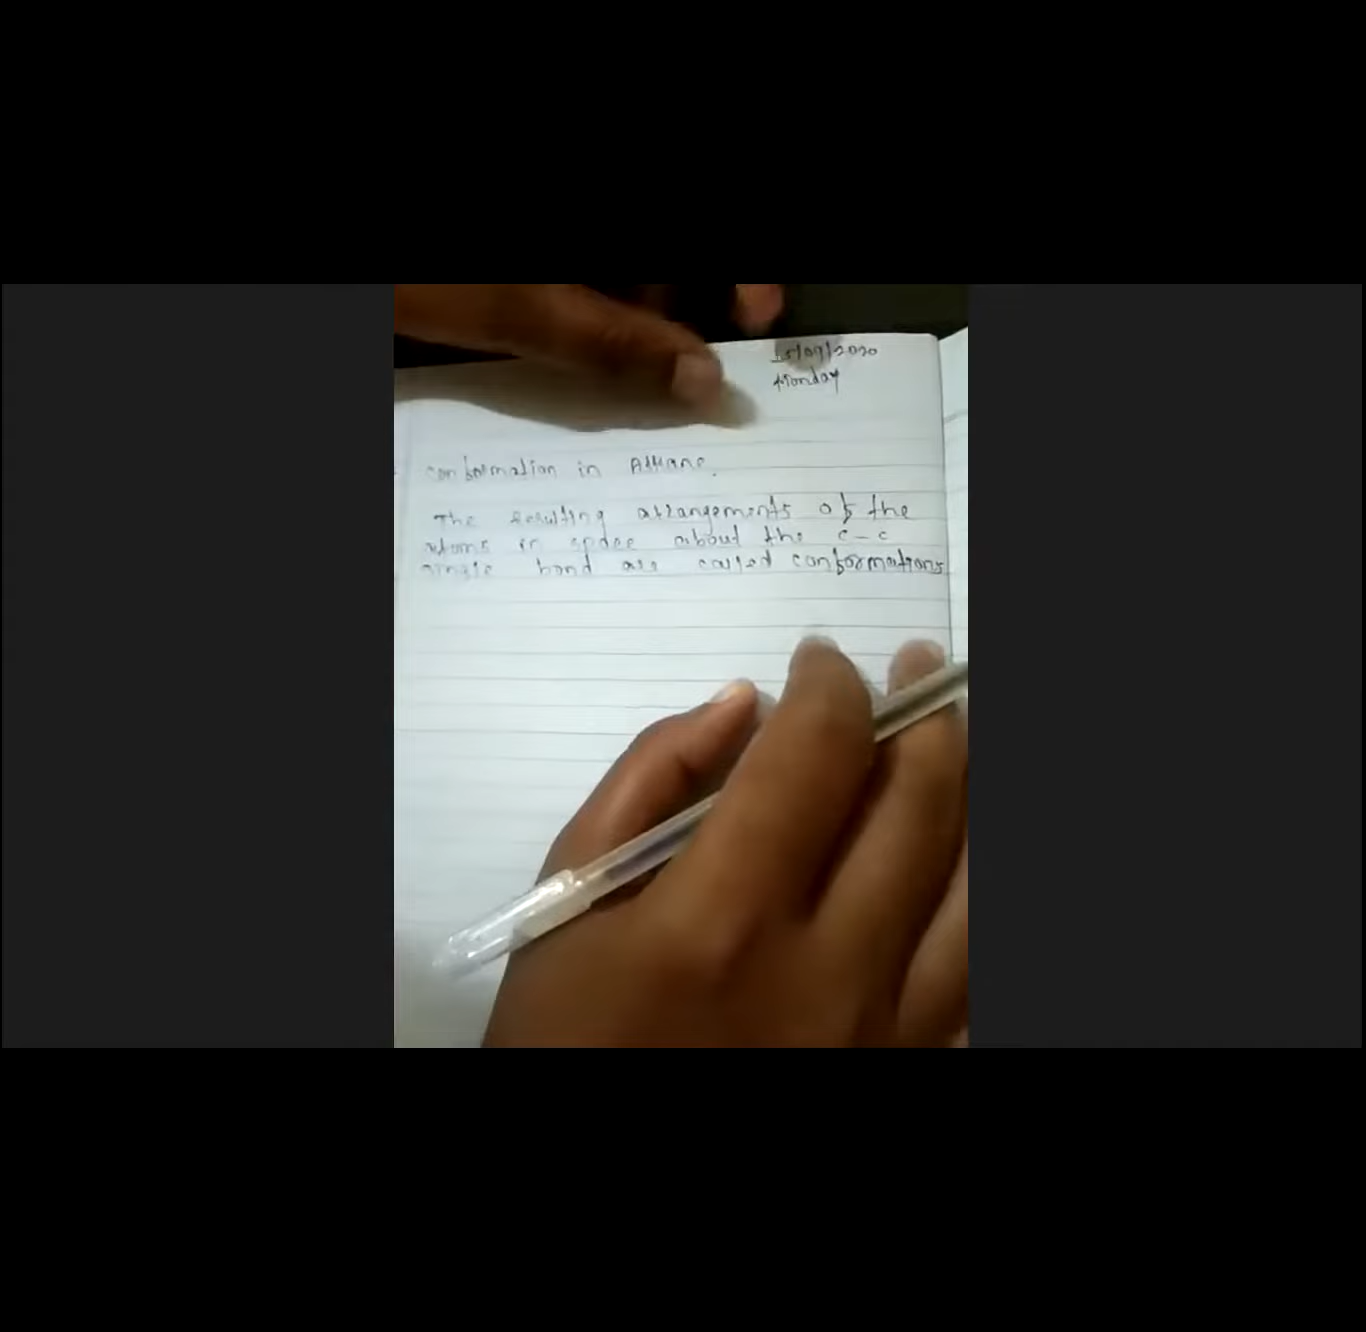 15/09/2020
Monday
Conformation in Alkane.
The resulting arrangements of the
atoms in space about the C-C
single bond are called conformations